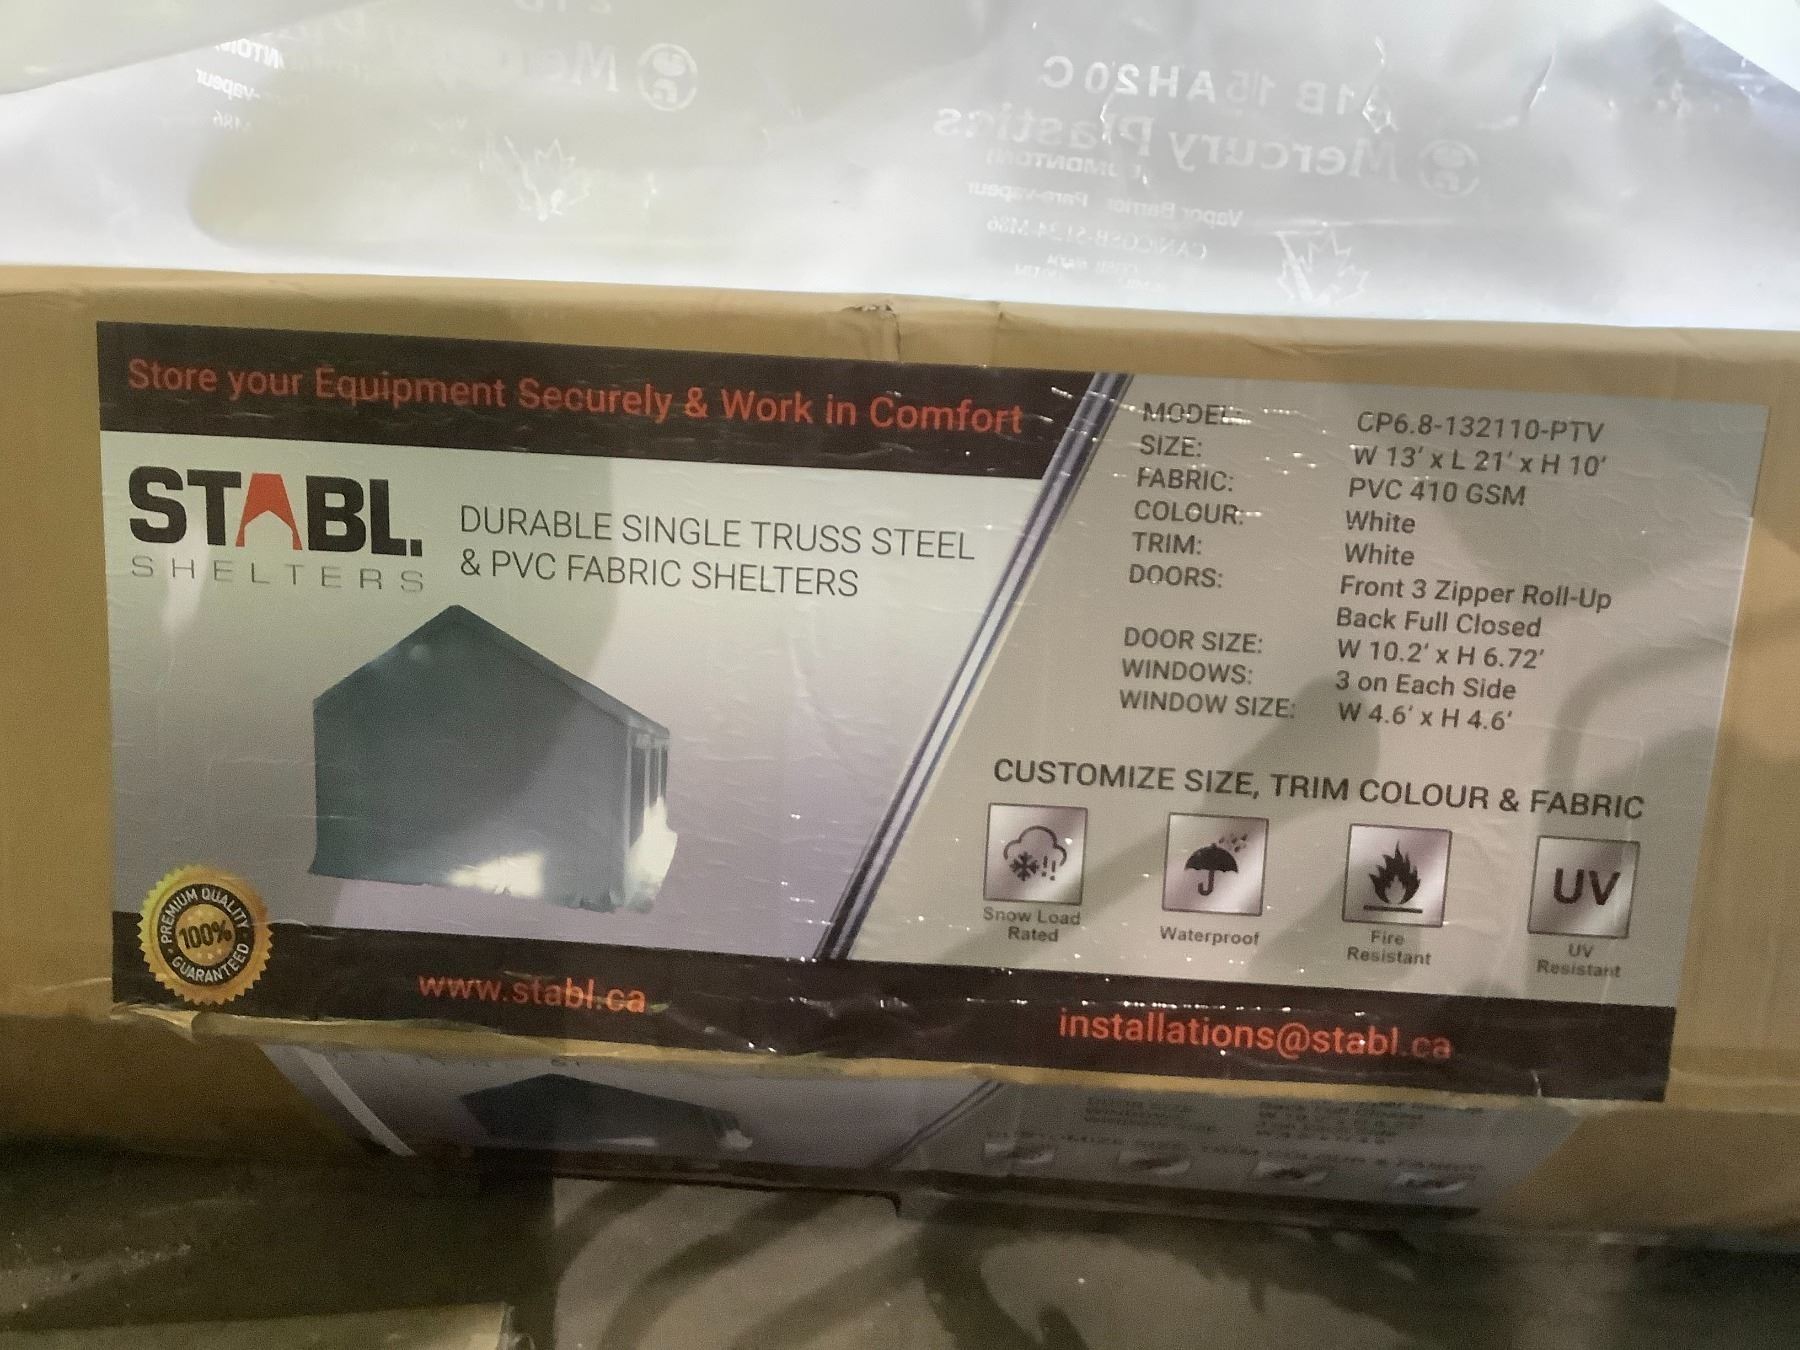 1B 15AH20 C
Mercury Plastics
Vapor Barrier Pare-vapeur
Store your Equipment Securely & Work in Comfort
STABL.
SHELTERS
DURABLE SINGLE TRUSS STEEL
& PVC FABRIC SHELTERS
PREMIUM QUALITY
100%
GUARANTEED
www.stabl.ca
MODEL: CP6.8-132110-PTV
SIZE: W 13' x L 21' x H 10'
FABRIC: PVC 410 GSM
COLOUR: White
TRIM: White
DOORS: Front 3 Zipper Roll-Up
Back Full Closed
DOOR SIZE: W 10.2' x H 6.72'
WINDOWS: 3 on Each Side
WINDOW SIZE: W 4.6' x H 4.6'
CUSTOMIZE SIZE, TRIM COLOUR & FABRIC
Snow Load
Rated
Waterproof
Fire
Resistant
UV
UV
Resistant
installations@stabl.ca